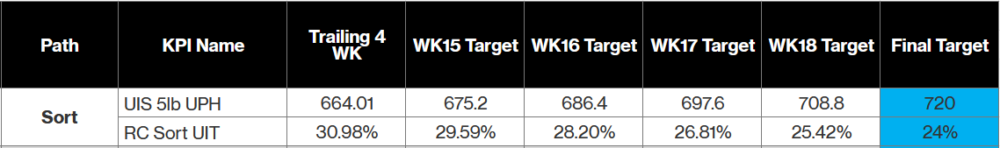 Path KPI Name Trailing 4 WK WK15 Target WK16 Target WK17 Target WK18 Target Final Target
Sort UIS 5lb UPH 664.01 675.2 686.4 697.6 708.8 720
RC Sort UIT 30.98% 29.59% 28.20% 26.81% 25.42% 24%